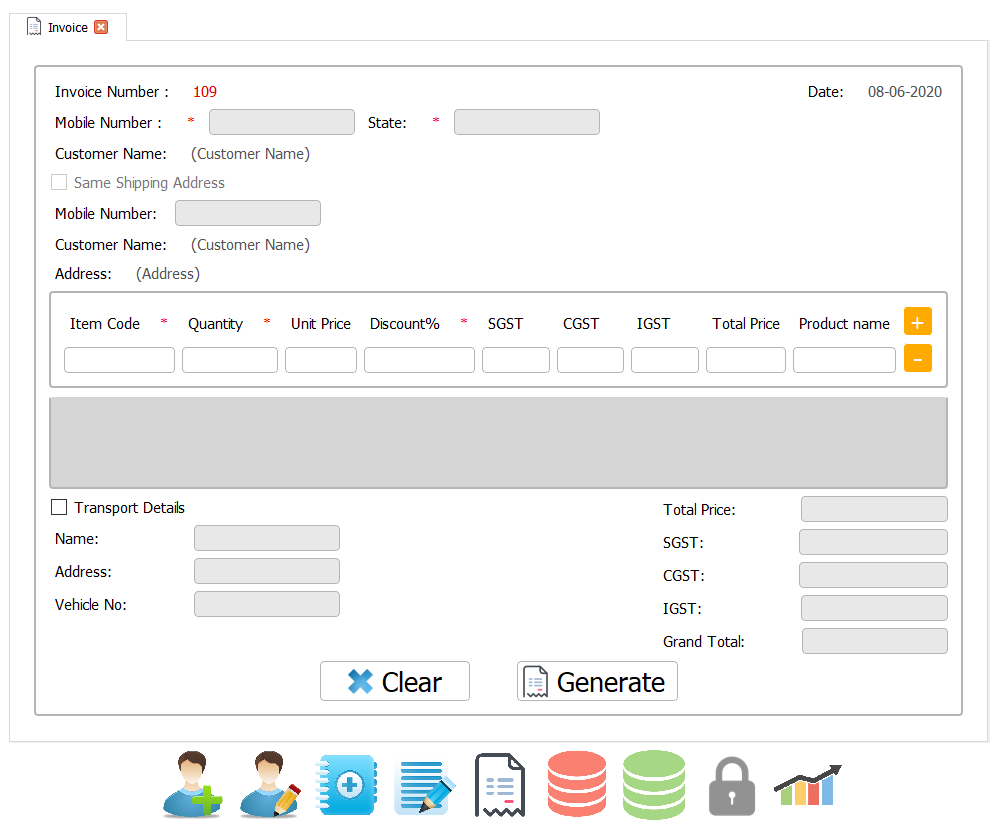 Invoice
Invoice Number : 109 Date: 08-06-2020
Mobile Number : * State: *
Customer Name: (Customer Name)
Same Shipping Address
Mobile Number:
Customer Name: (Customer Name)
Address: (Address)
Item Code * Quantity * Unit Price Discount% * SGST CGST IGST Total Price Product name +
-
Transport Details Total Price:
Name: SGST:
Address: CGST:
Vehicle No: IGST:
Grand Total:
Clear Generate